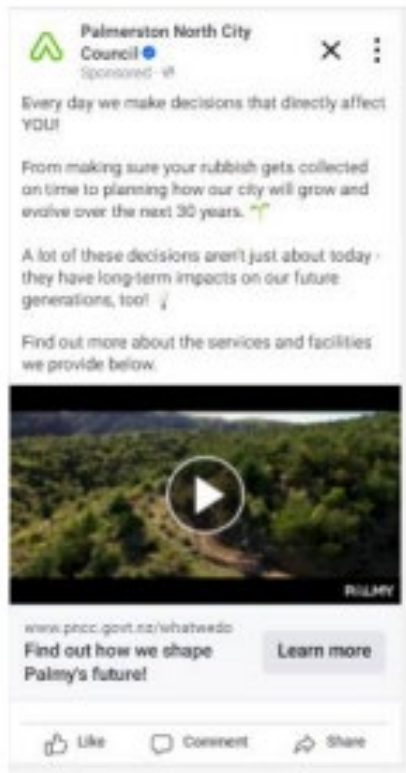 Palmerston North City
Council
Sponsored ·
Every day we make decisions that directly affect
YOU!
From making sure your rubbish gets collected
on time to planning how our city will grow and
evolve over the next 30 years.
A lot of these decisions aren't just about today -
they have long-term impacts on our future
generations, too!
Find out more about the services and facilities
we provide below.
PALMY
www.pncc.govt.nz/whatwedo
Find out how we shape
Palmy's future!
Learn more
Like
Comment
Share